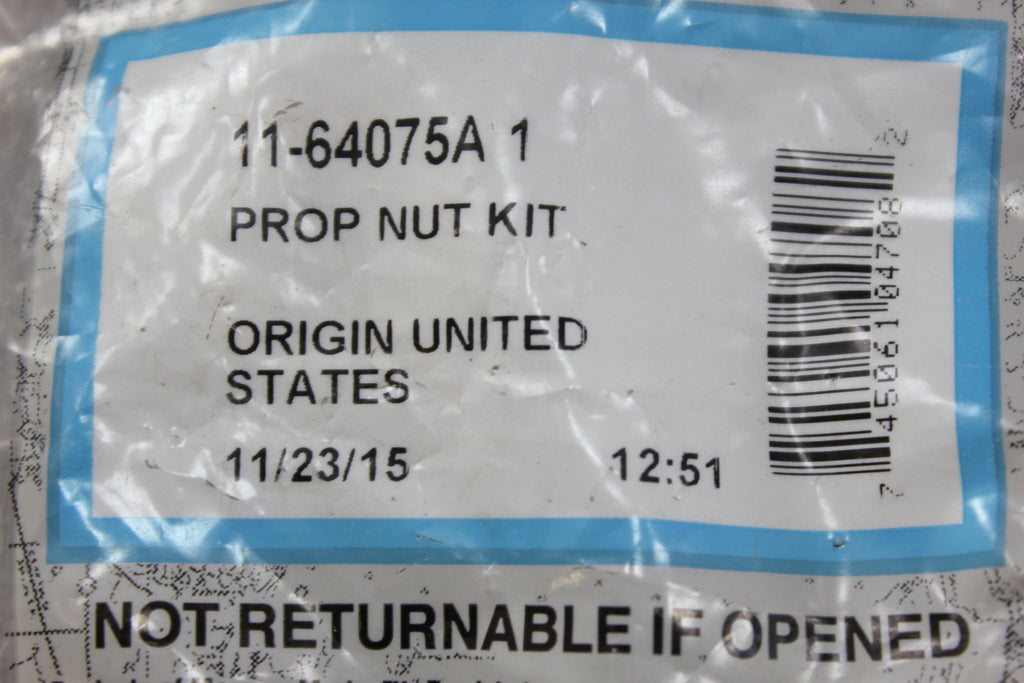 11-64075A 1
PROP NUT KIT
ORIGIN UNITED
STATES
11/23/15 12:51
7 45061 04708 2
NOT RETURNABLE IF OPENED